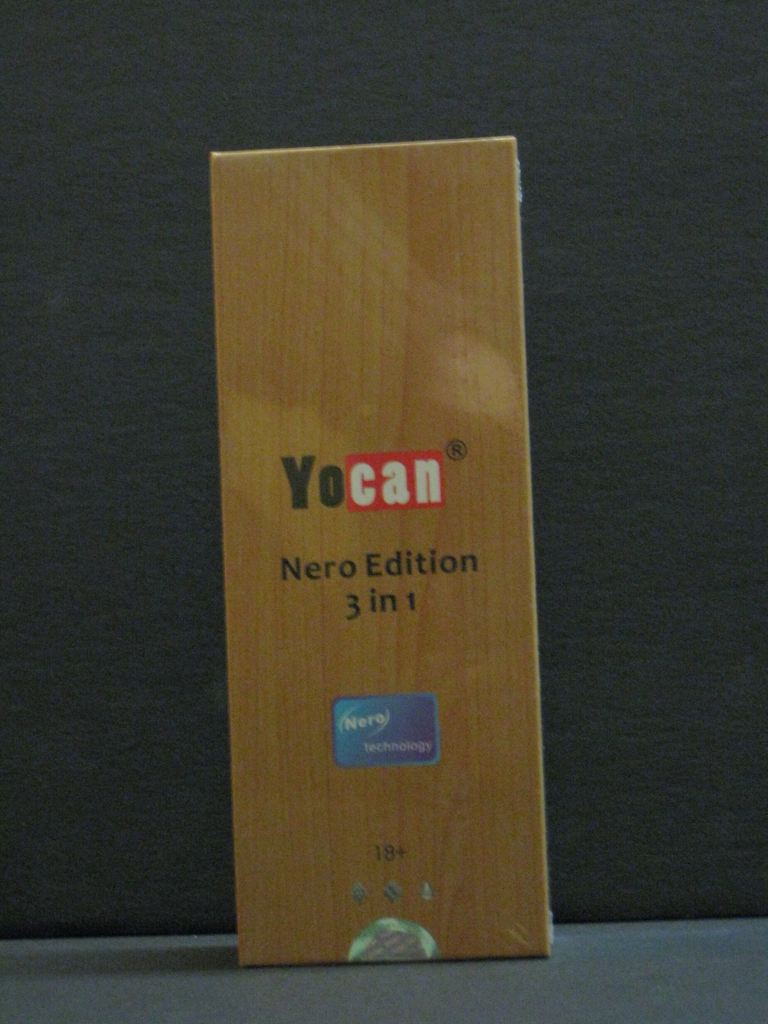 Yocan®
Nero Edition
3 in 1
Nero
technology
18+